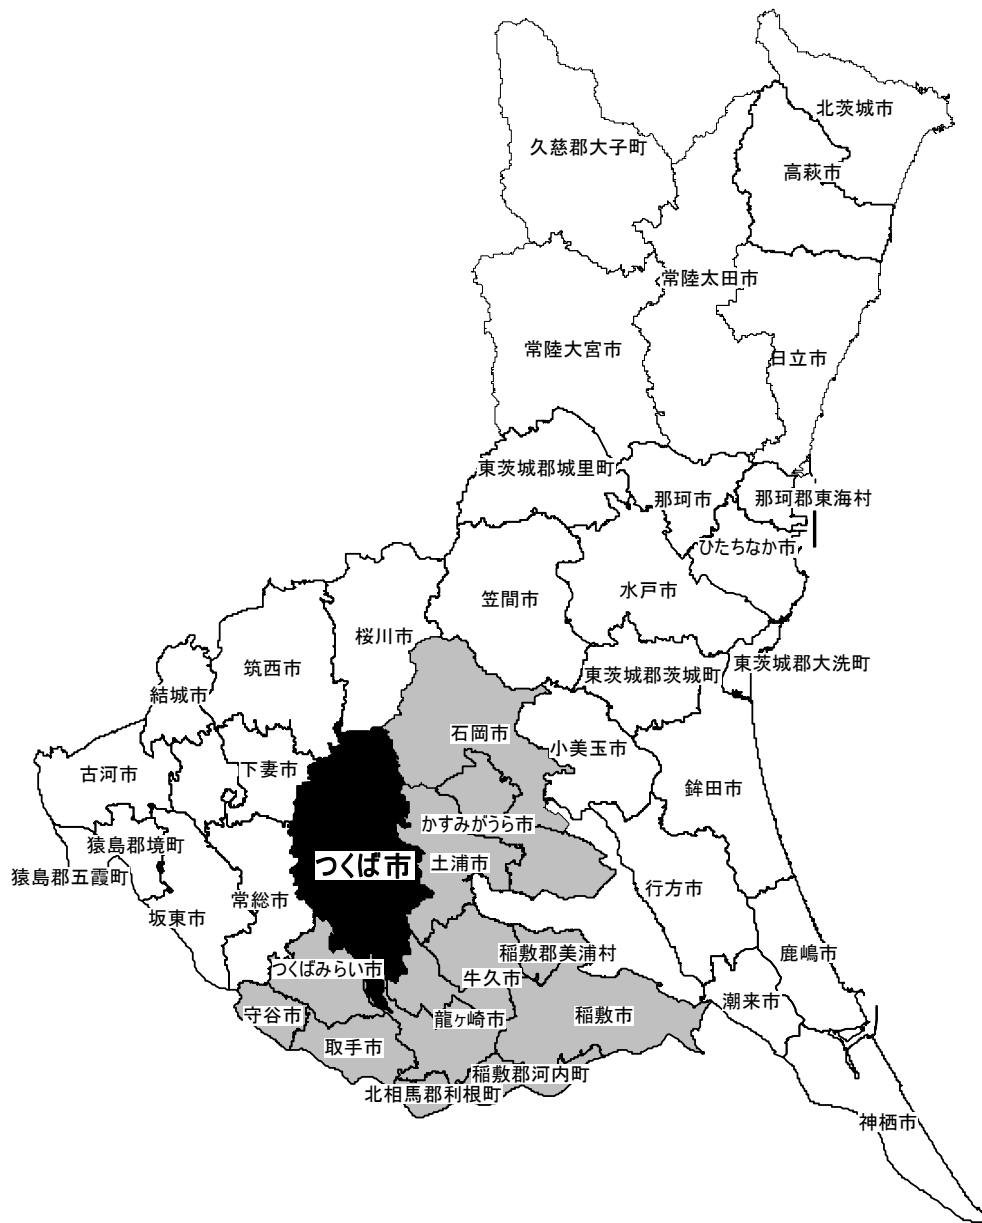 北茨城市
久慈郡大子町
高萩市
常陸太田市
常陸大宮市
日立市
東茨城郡城里町
那珂市
那珂郡東海村
ひたちなか市
笠間市
水戸市
桜川市
筑西市
東茨城郡茨城町
東茨城郡大洗町
結城市
石岡市
小美玉市
古河市
下妻市
鉾田市
かすみがうら市
猿島郡境町
つくば市
土浦市
猿島郡五霞町
行方市
常総市
坂東市
稲敷郡美浦村
鹿嶋市
つくばみらい市
牛久市
潮来市
守谷市
龍ヶ崎市
稲敷市
取手市
稲敷郡河内町
北相馬郡利根町
神栖市